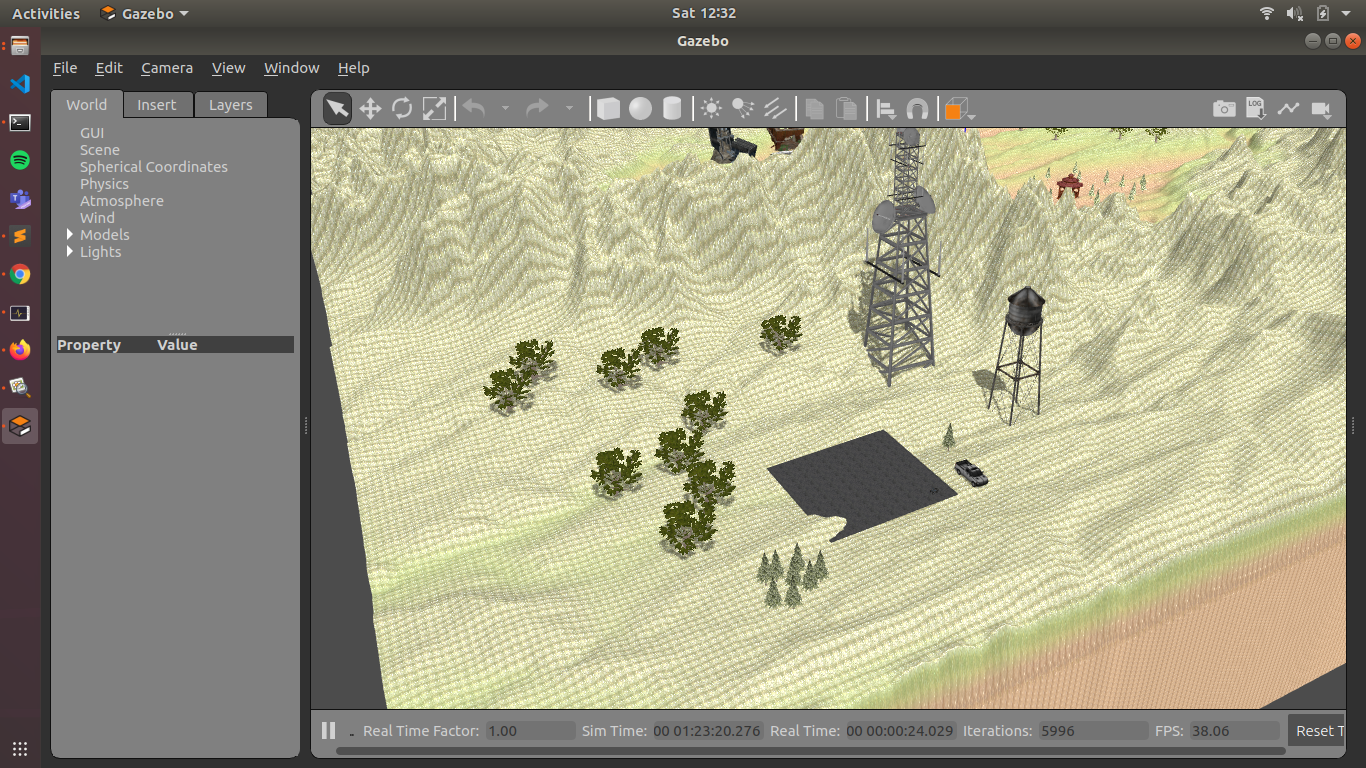 Activities Gazebo Sat 12:32
Gazebo
File Edit Camera View Window Help
World Insert Layers
LOG
GUI
Scene
Spherical Coordinates
Physics
Atmosphere
Wind
Models
Lights
Property Value
Real Time Factor: 1.00 Sim Time: 00 01:23:20.276 Real Time: 00 00:00:24.029 Iterations: 5996 FPS: 38.06 Reset T